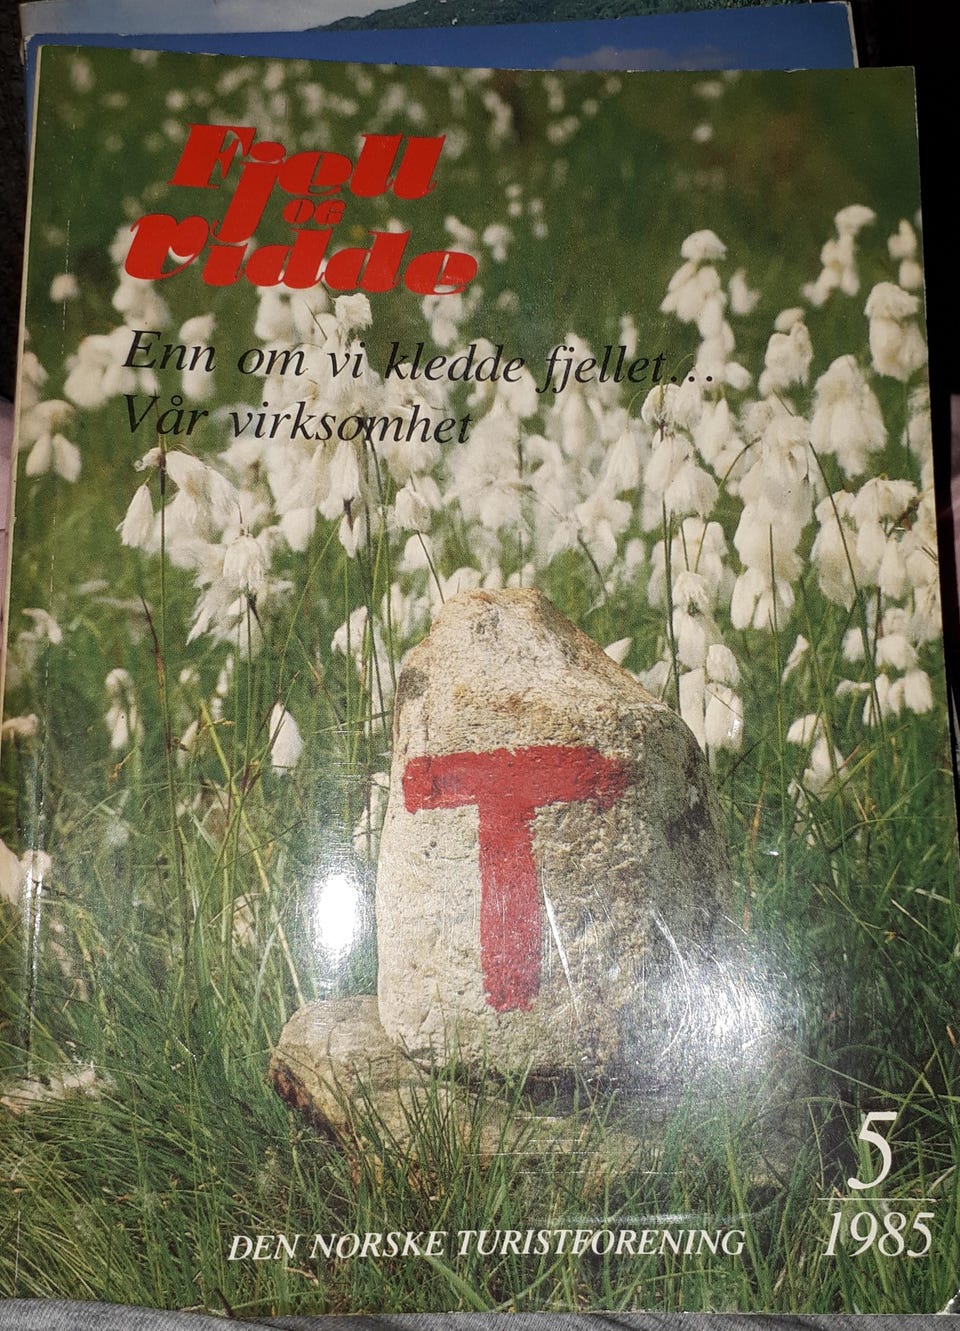 Fjell
OG
Vidde
Enn om vi kledde fjellet...
Vår virksomhet
T
5
1985
DEN NORSKE TURISTFORENING